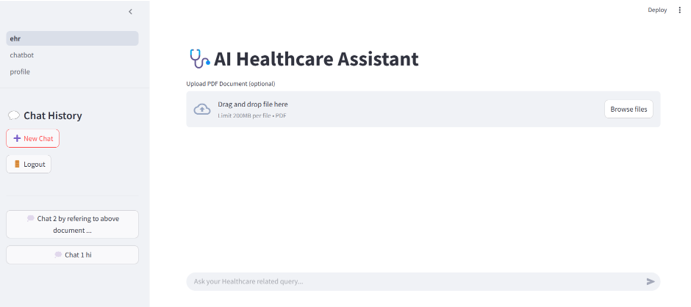 Deploy
ehr
chatbot
profile
Chat History
New Chat
Logout
Chat 2 by refering to above
document ...
Chat 1 hi
AI Healthcare Assistant
Upload PDF Document (optional)
Drag and drop file here
Limit 200MB per file • PDF
Browse files
Ask your Healthcare related query...